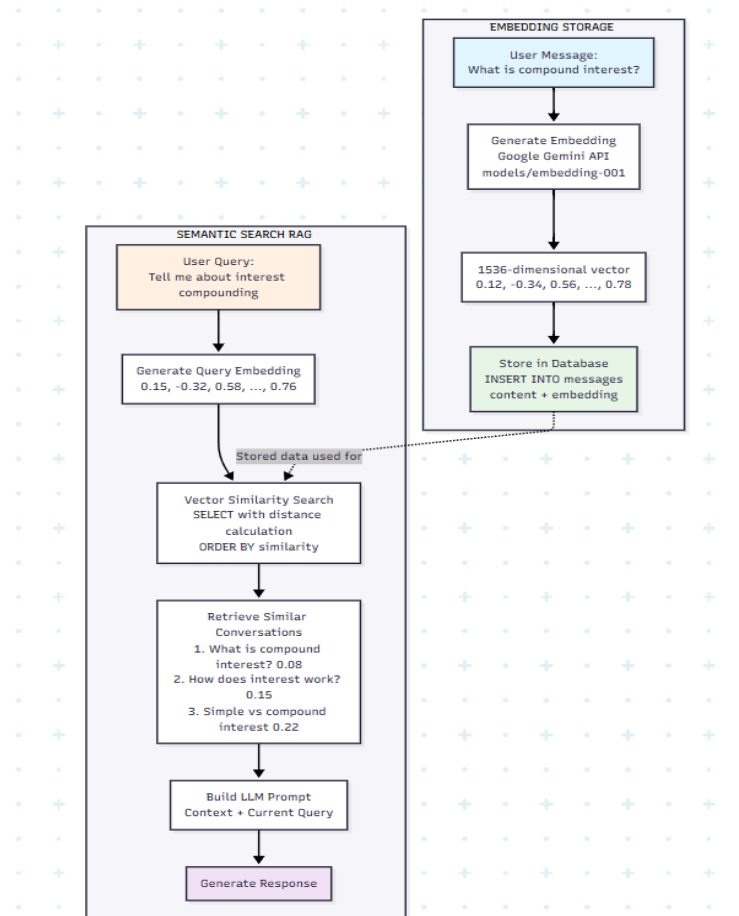 EMBEDDING STORAGE
User Message:
What is compound interest?
Generate Embedding
Google Gemini API
models/embedding-001
1536-dimensional vector
0.12, -0.34, 0.56, ..., 0.78
Store in Database
INSERT INTO messages
content + embedding
SEMANTIC SEARCH RAG
User Query:
Tell me about interest
compounding
Generate Query Embedding
0.15, -0.32, 0.58, ..., 0.76
Stored data used for
Vector Similarity Search
SELECT with distance
calculation
ORDER BY similarity
Retrieve Similar
Conversations
1. What is compound
interest? 0.08
2. How does interest work?
0.15
3. Simple vs compound
interest 0.22
Build LLM Prompt
Context + Current Query
Generate Response